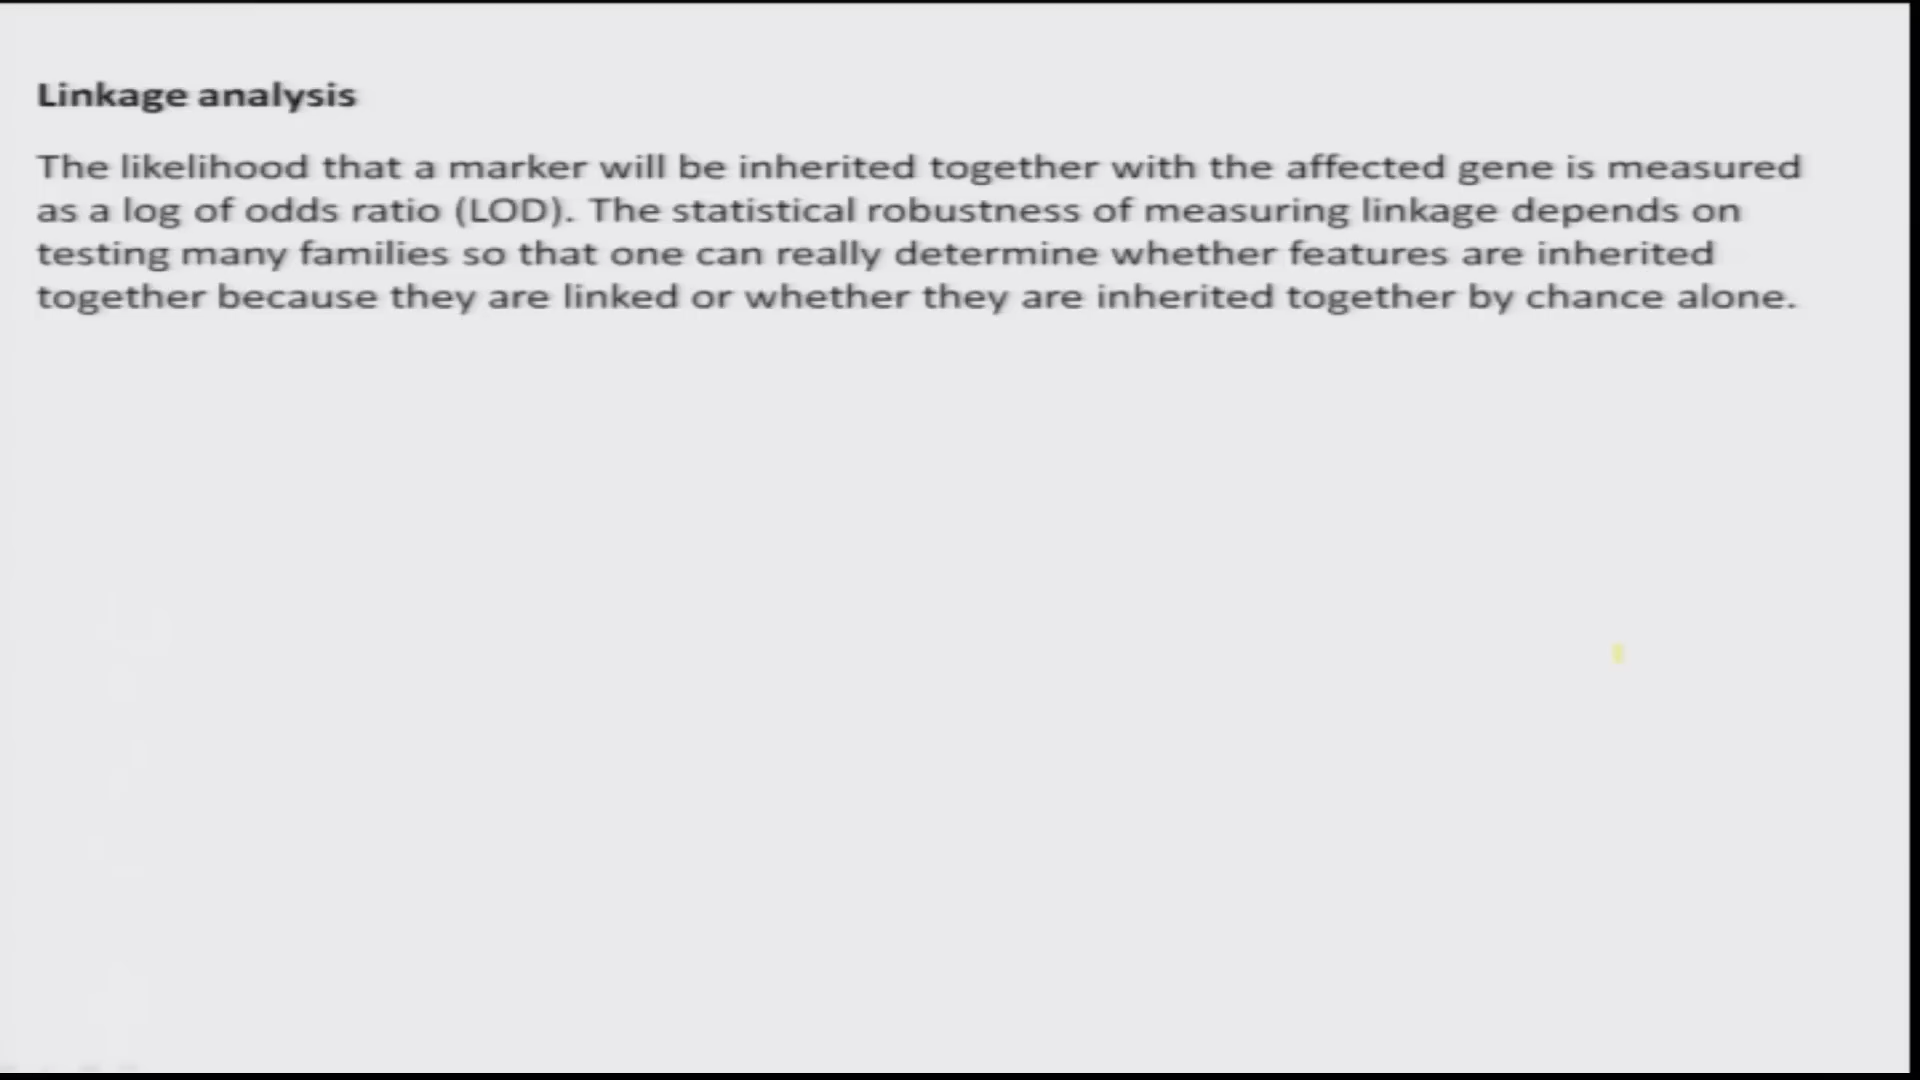 Linkage analysis
The likelihood that a marker will be inherited together with the affected gene is measured
as a log of odds ratio (LOD). The statistical robustness of measuring linkage depends on
testing many families so that one can really determine whether features are inherited
together because they are linked or whether they are inherited together by chance alone.